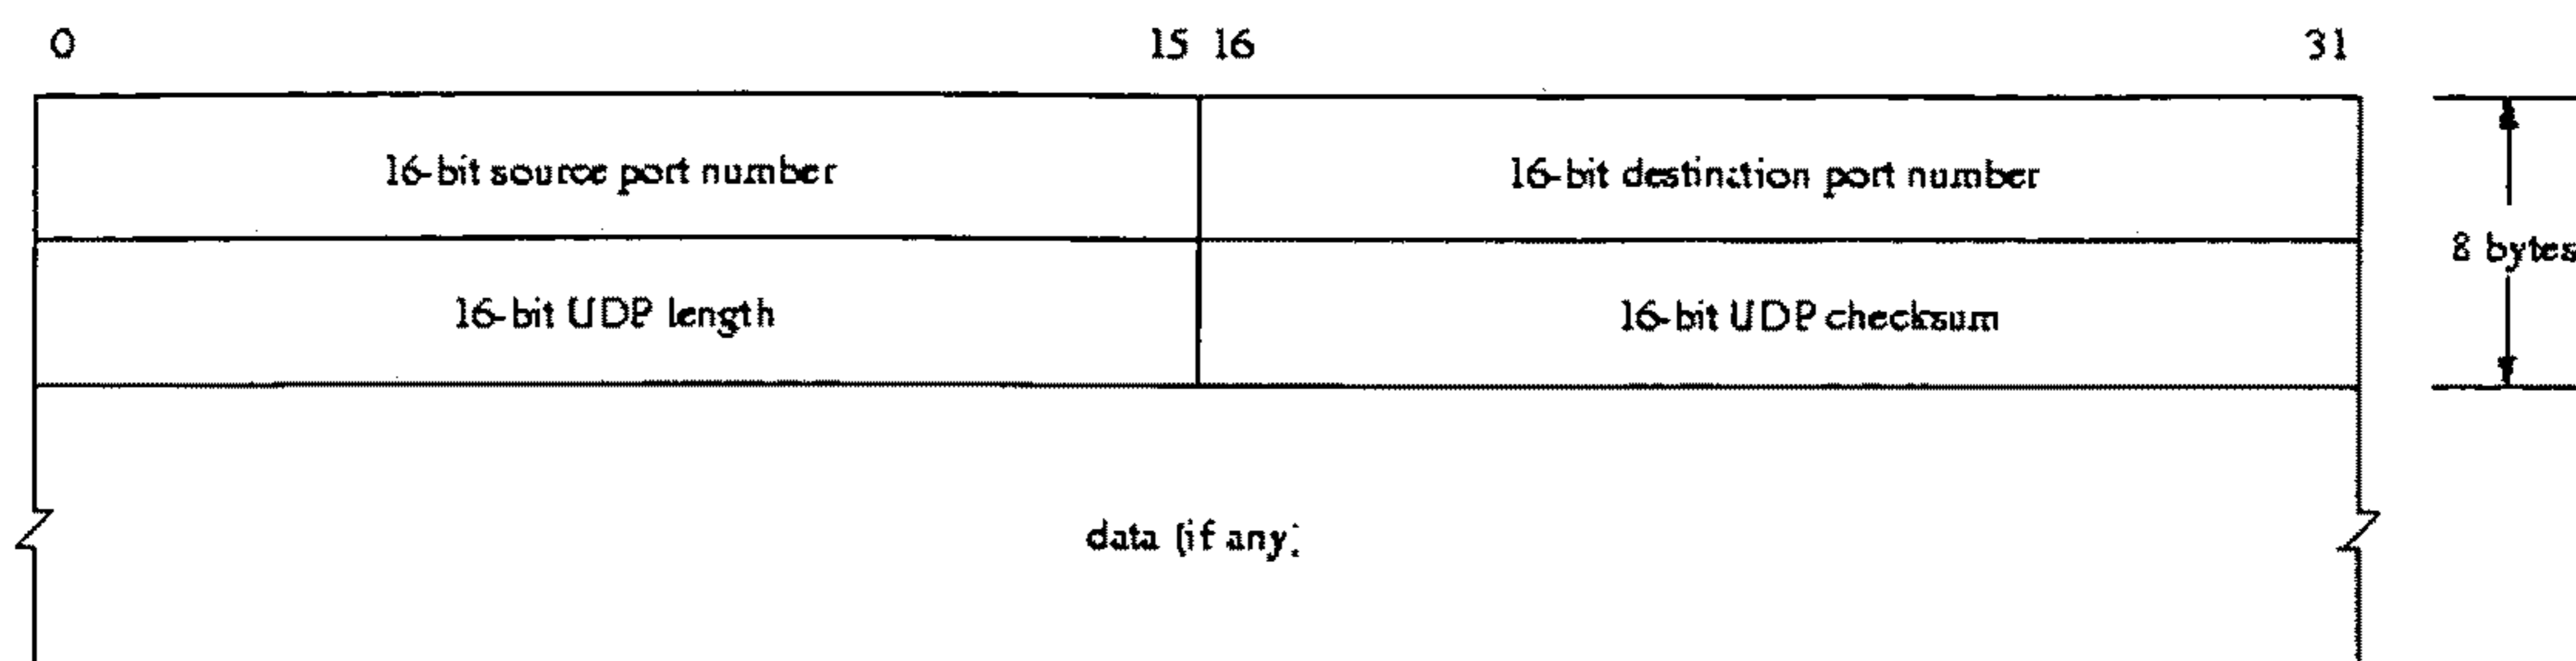 0 15 16 31
16-bit source port number 16-bit destination port number
8 bytes
16-bit UDP length 16-bit UDP checksum
data (if any)